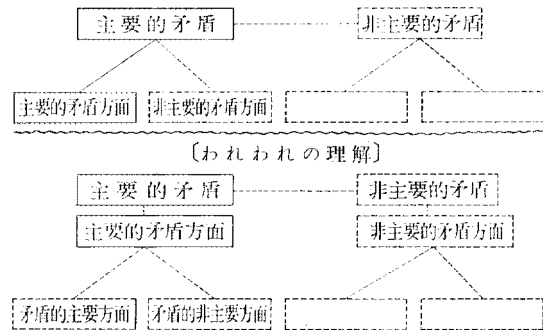 主要的矛盾 非主要的矛盾
主要的矛盾方面 非主要的矛盾方面
〔われわれの理解〕
主要的矛盾 非主要的矛盾
主要的矛盾方面 非主要的矛盾方面
矛盾的主要方面 矛盾的非主要方面